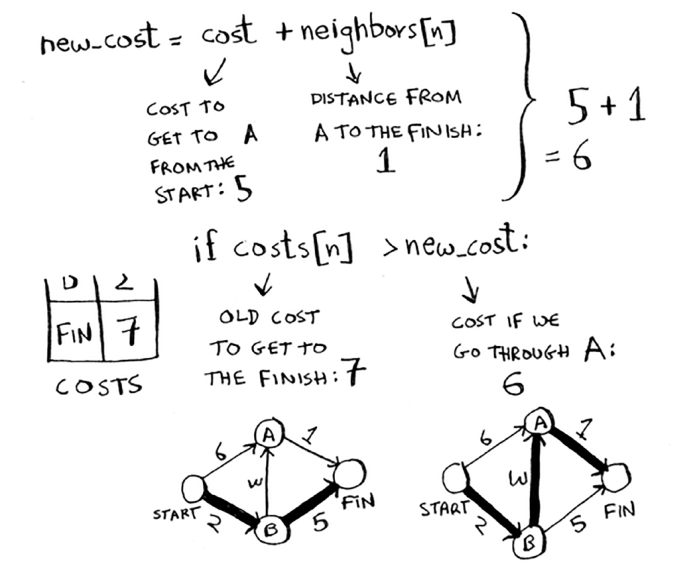 new_cost = cost + neighbors[n]
COST TO
GET TO A
FROM THE
START: 5
DISTANCE FROM
A TO THE FINISH:
1
5 + 1
= 6
if costs[n] > new_cost:
2
FIN 7
COSTS
OLD COST
TO GET TO
THE FINISH: 7
COST IF WE
GO THROUGH A:
6
6 A 1
START 2 B 5 FIN
6 A 1
START 2 B 5 FIN